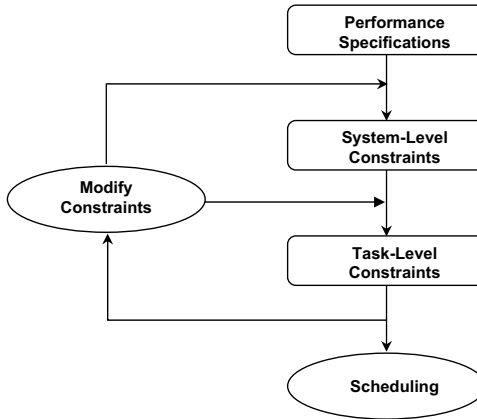 Performance
Specifications
System-Level
Constraints
Modify
Constraints
Task-Level
Constraints
Scheduling